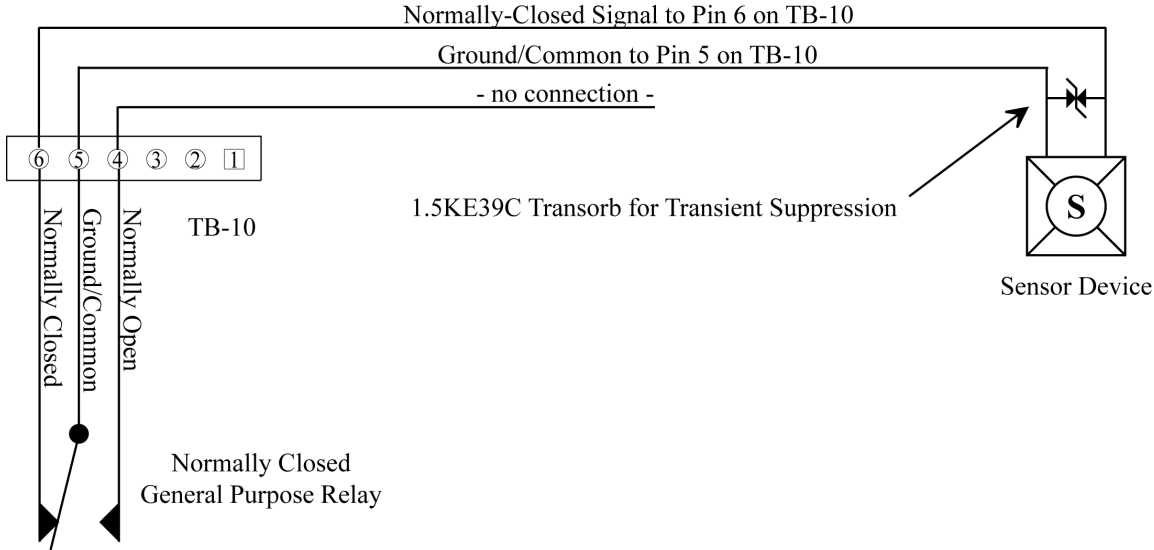 Normally-Closed Signal to Pin 6 on TB-10
Ground/Common to Pin 5 on TB-10
- no connection -
6 5 4 3 2 1
1.5KE39C Transorb for Transient Suppression
S
TB-10
Sensor Device
Normally Closed
Ground/Common
Normally Open
Normally Closed
General Purpose Relay